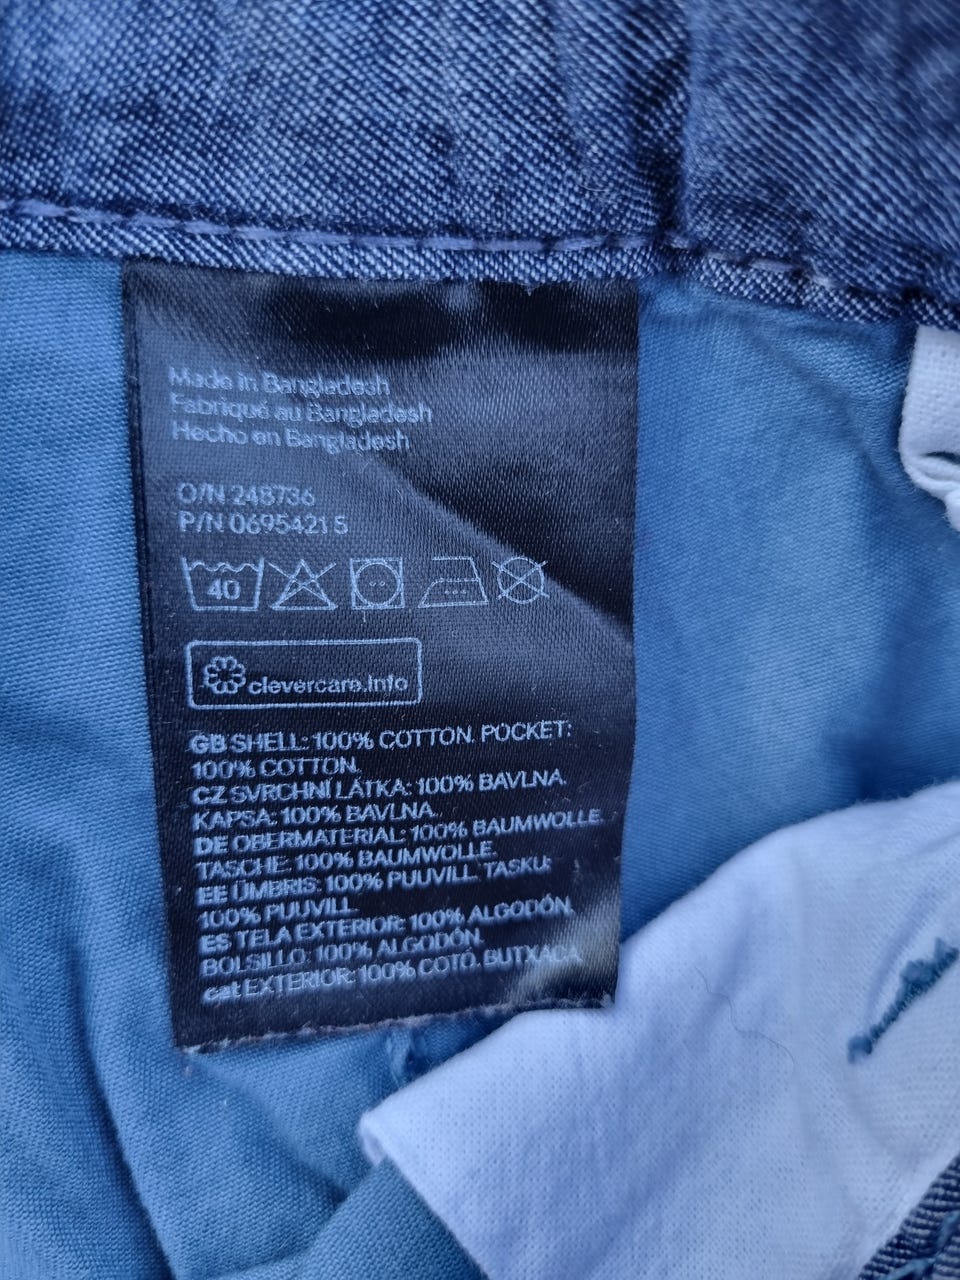 Made in Bangladesh
Fabriqué au Bangladesh
Hecho en Bangladesh
O/N 248736
P/N 0695421 S
40
clevercare.info
GB SHELL: 100% COTTON. POCKET:
100% COTTON.
CZ SVRCHNÍ LÁTKA: 100% BAVLNA.
KAPSA: 100% BAVLNA.
DE OBERMATERIAL: 100% BAUMWOLLE.
TASCHE: 100% BAUMWOLLE.
EE ÜMBRIS: 100% PUUVILL. TASKU:
100% PUUVILL.
ES TELA EXTERIOR: 100% ALGODÓN.
BOLSILLO: 100% ALGODÓN.
cat EXTERIOR: 100% COTÓ. BUTXACA